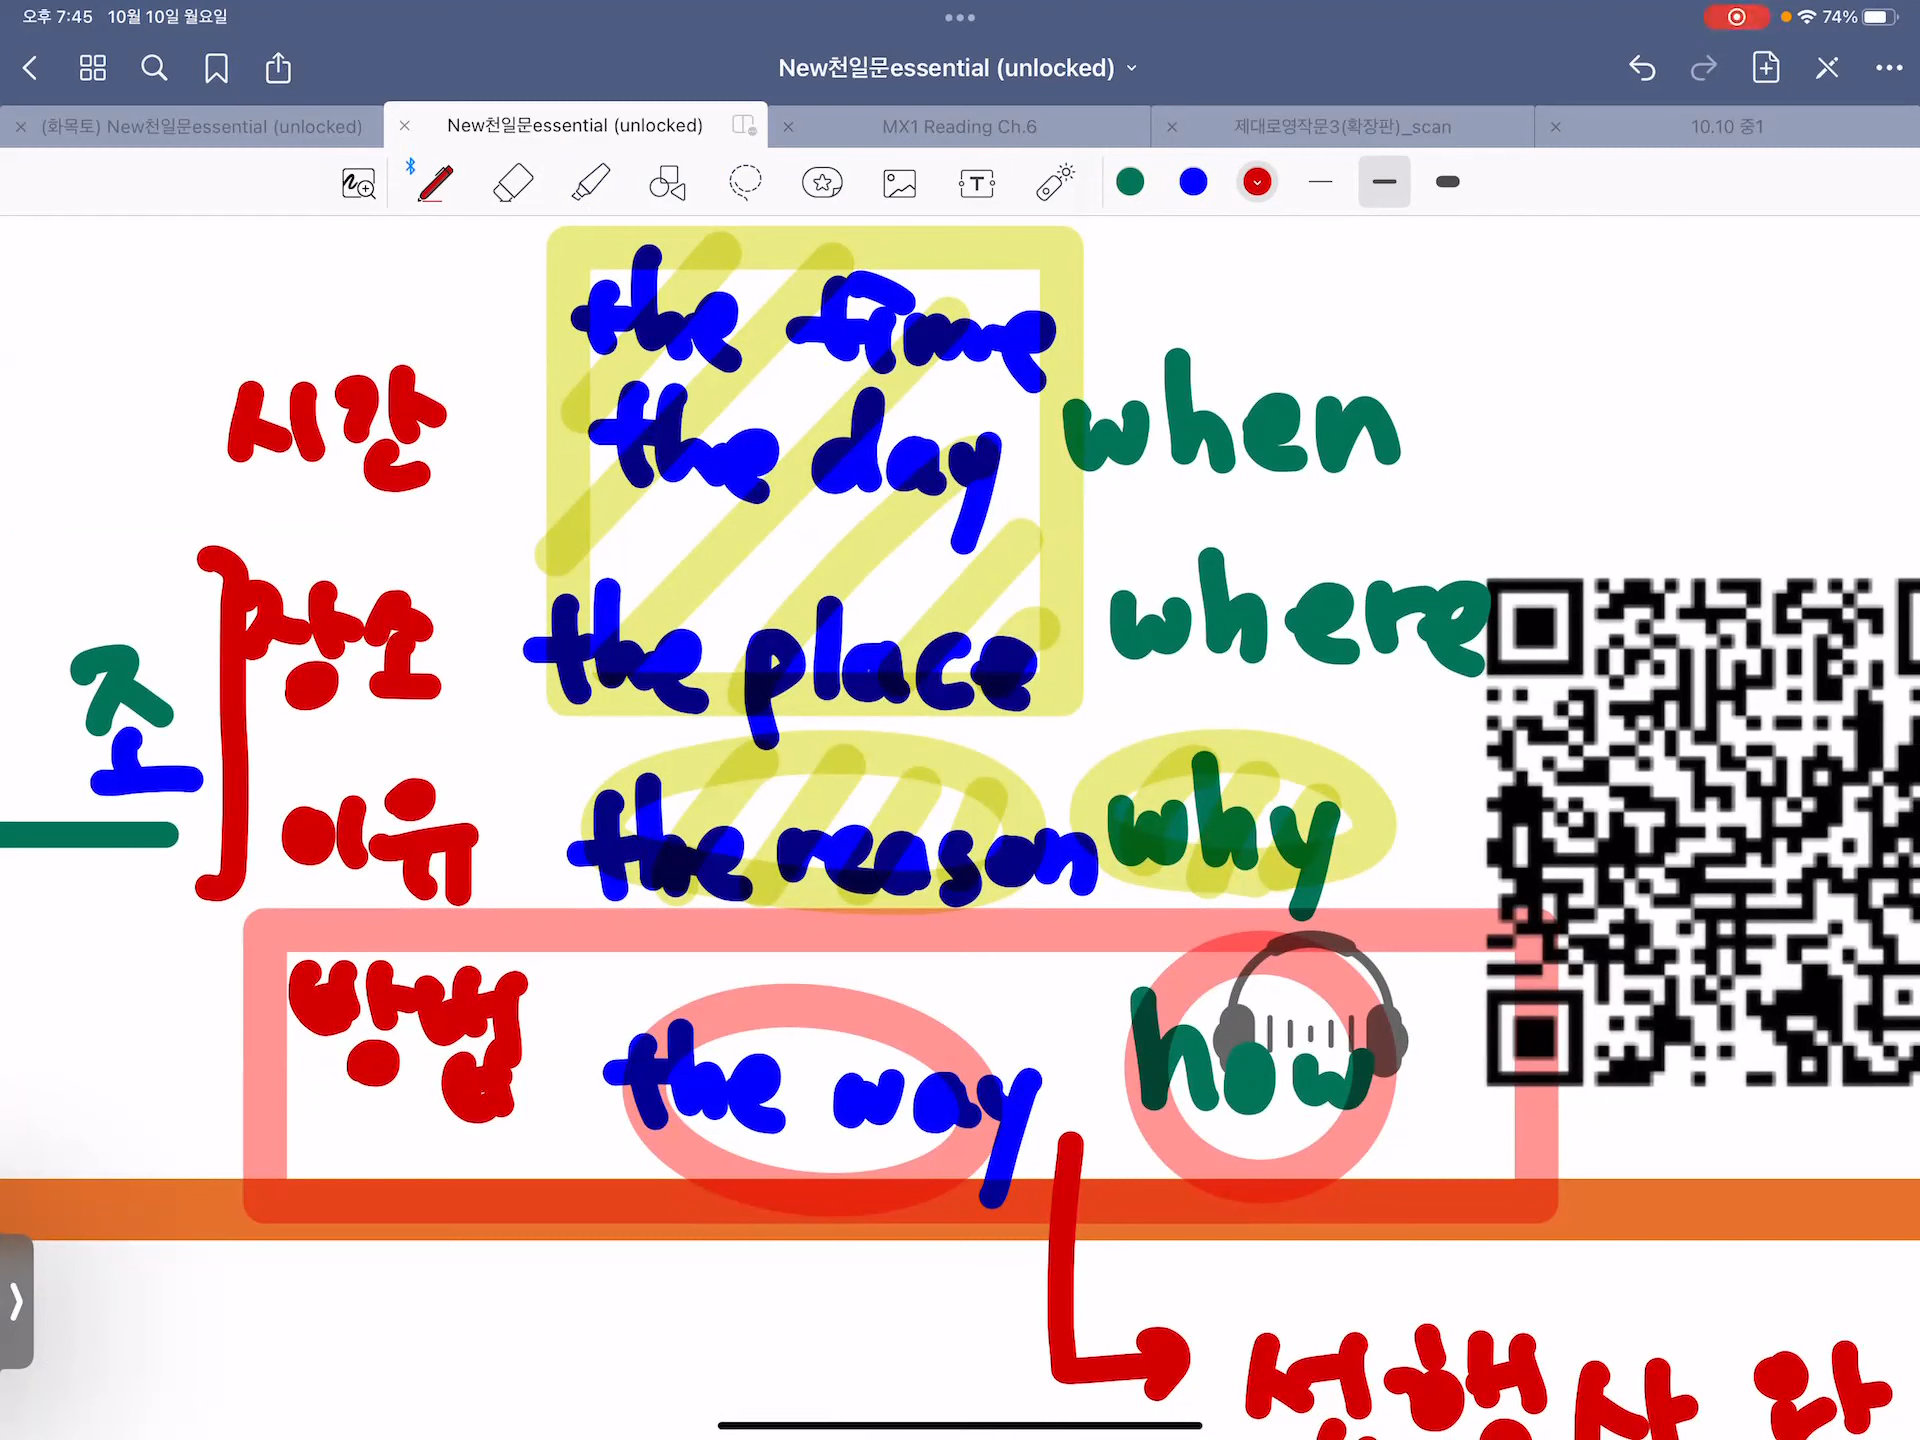 오후 7:45 10월 10일 월요일
74%
New천일문essential (unlocked)
(화목토) New천일문essential (unlocked)
New천일문essential (unlocked)
MX1 Reading Ch.6
제대로영작문3(확장판)_scan
10.10 중1
T
the time
시간 the day when
장소 the place where
조
이유 the reason why
방법 the way how
선행사 와